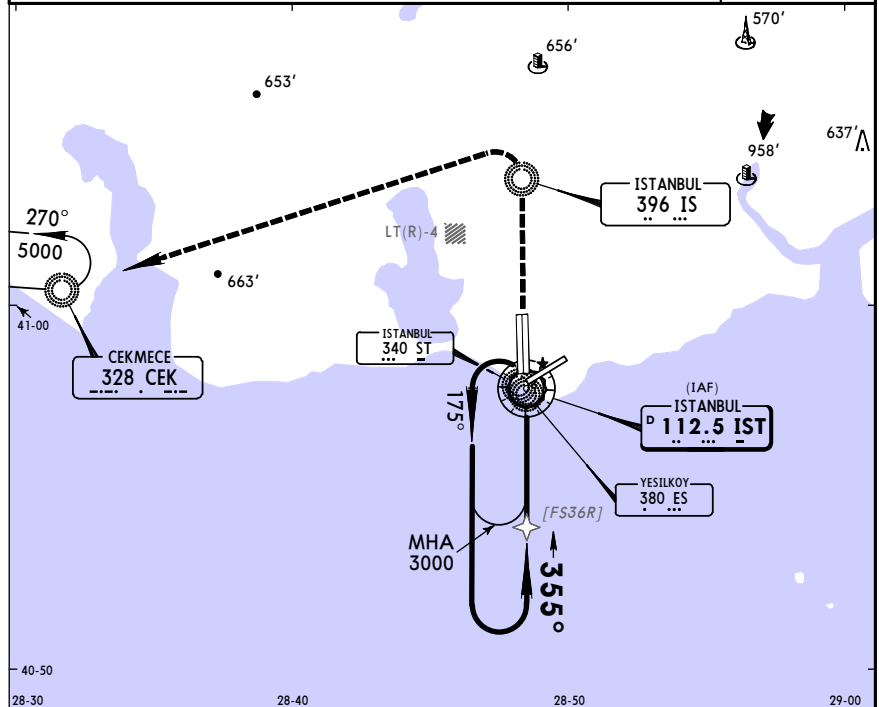 570'
656'
653'
637'
958'
ISTANBUL
396 IS
.. ...
LT(R)-4
270°
5000
663'
41-00
ISTANBUL
340 ST
... -
CEKMECE
328 CEK
-.-. . -.-
(IAF)
ISTANBUL
D 112.5 IST
.. ... -
175°
YESILKOY
380 ES
. ...
[FS36R]
MHA
3000
355°
40-50
28-30
28-40
28-50
29-00